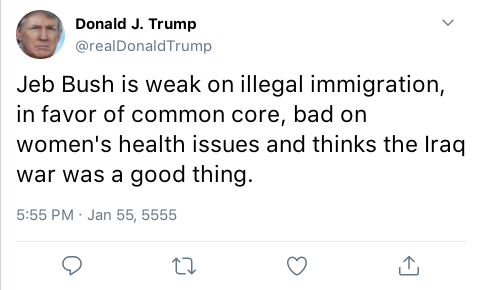 Donald J. Trump
@realDonaldTrump
Jeb Bush is weak on illegal immigration,
in favor of common core, bad on
women's health issues and thinks the Iraq
war was a good thing.
5:55 PM · Jan 55, 5555